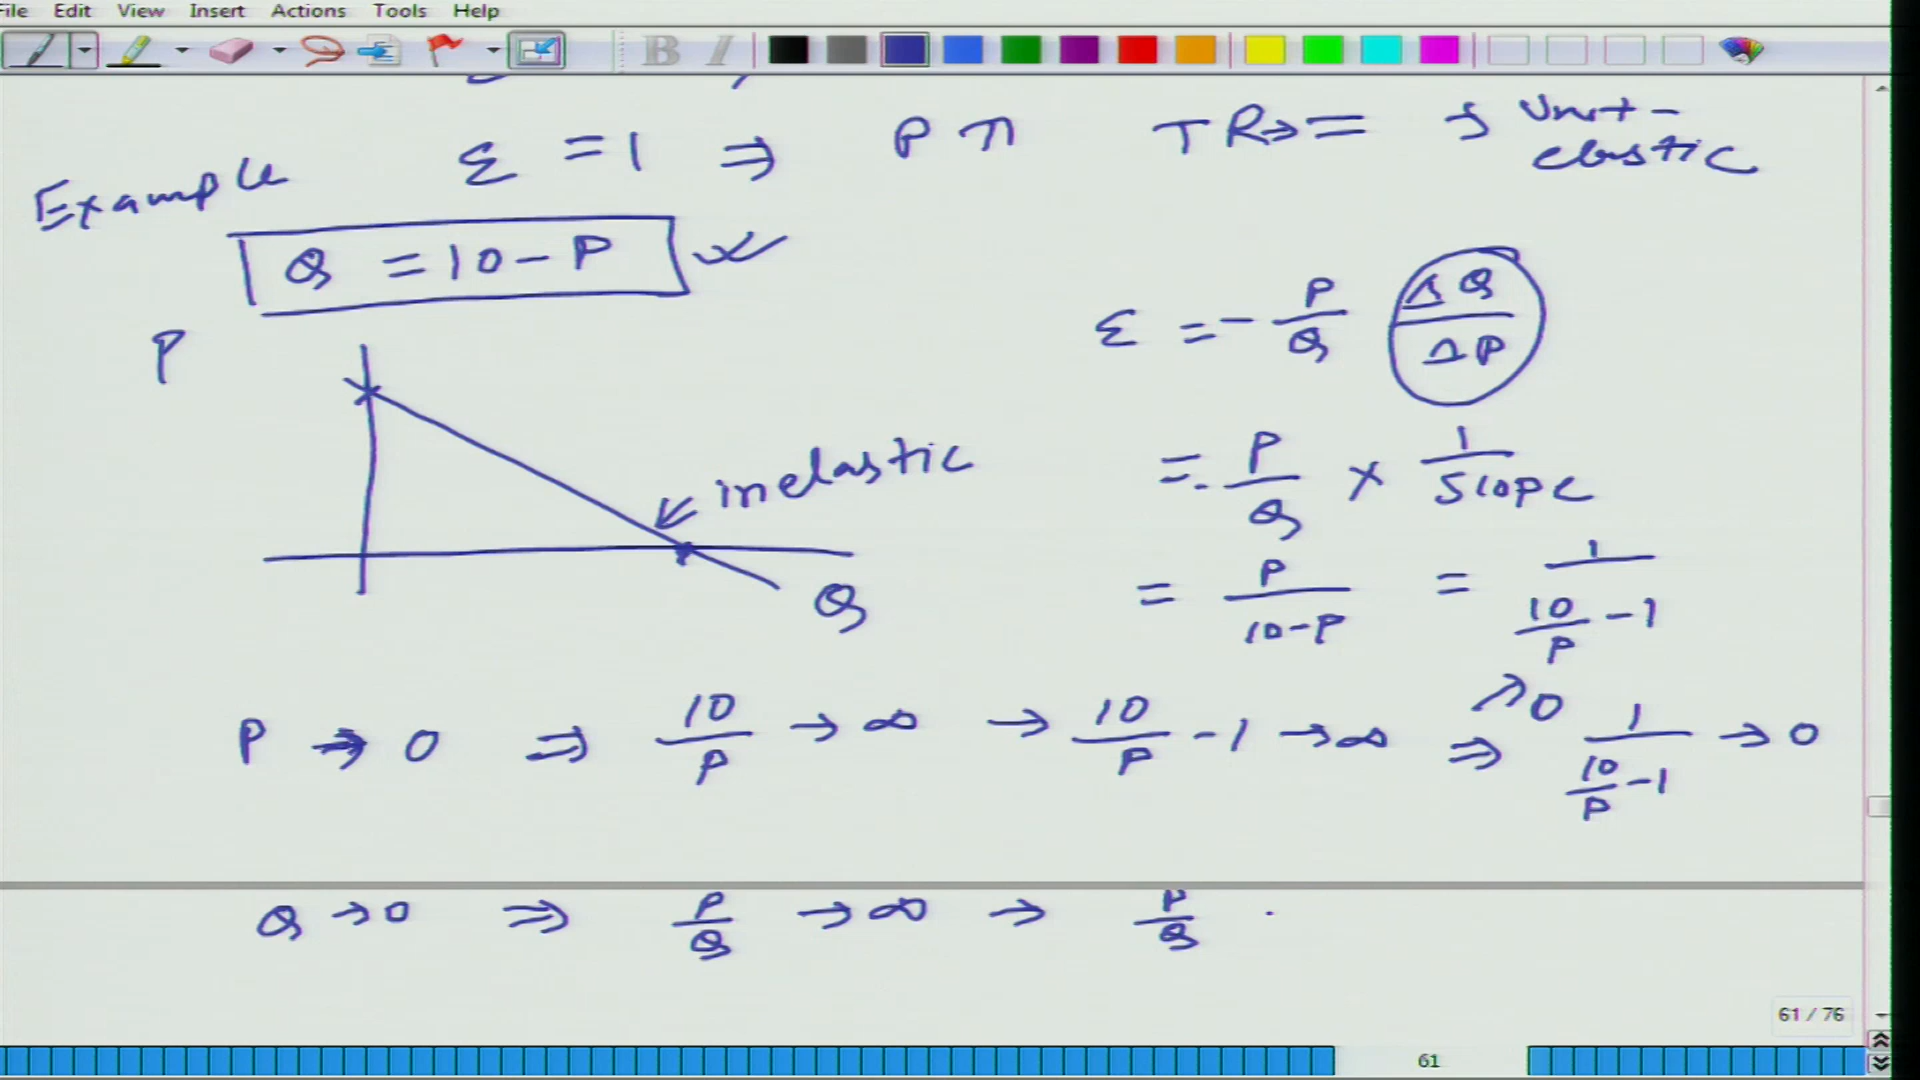 File Edit View Insert Actions Tools Help
B I
Example Σ = 1 ⇒ P ↑ TR → = → Unit-
elastic
Q = 10 - P
P
inelastic
Q
Σ = - P/Q ΔQ/ΔP
= - P/Q × 1/slope
= P/(10-P) = 1/(10/P - 1)
P → 0 ⇒ 10/P → ∞ → 10/P - 1 → ∞ ⇒ 1/(10/P - 1) → 0
↗ 0
Q → 0 ⇒ P/Q → ∞ → P/Q ·
61 / 76
61